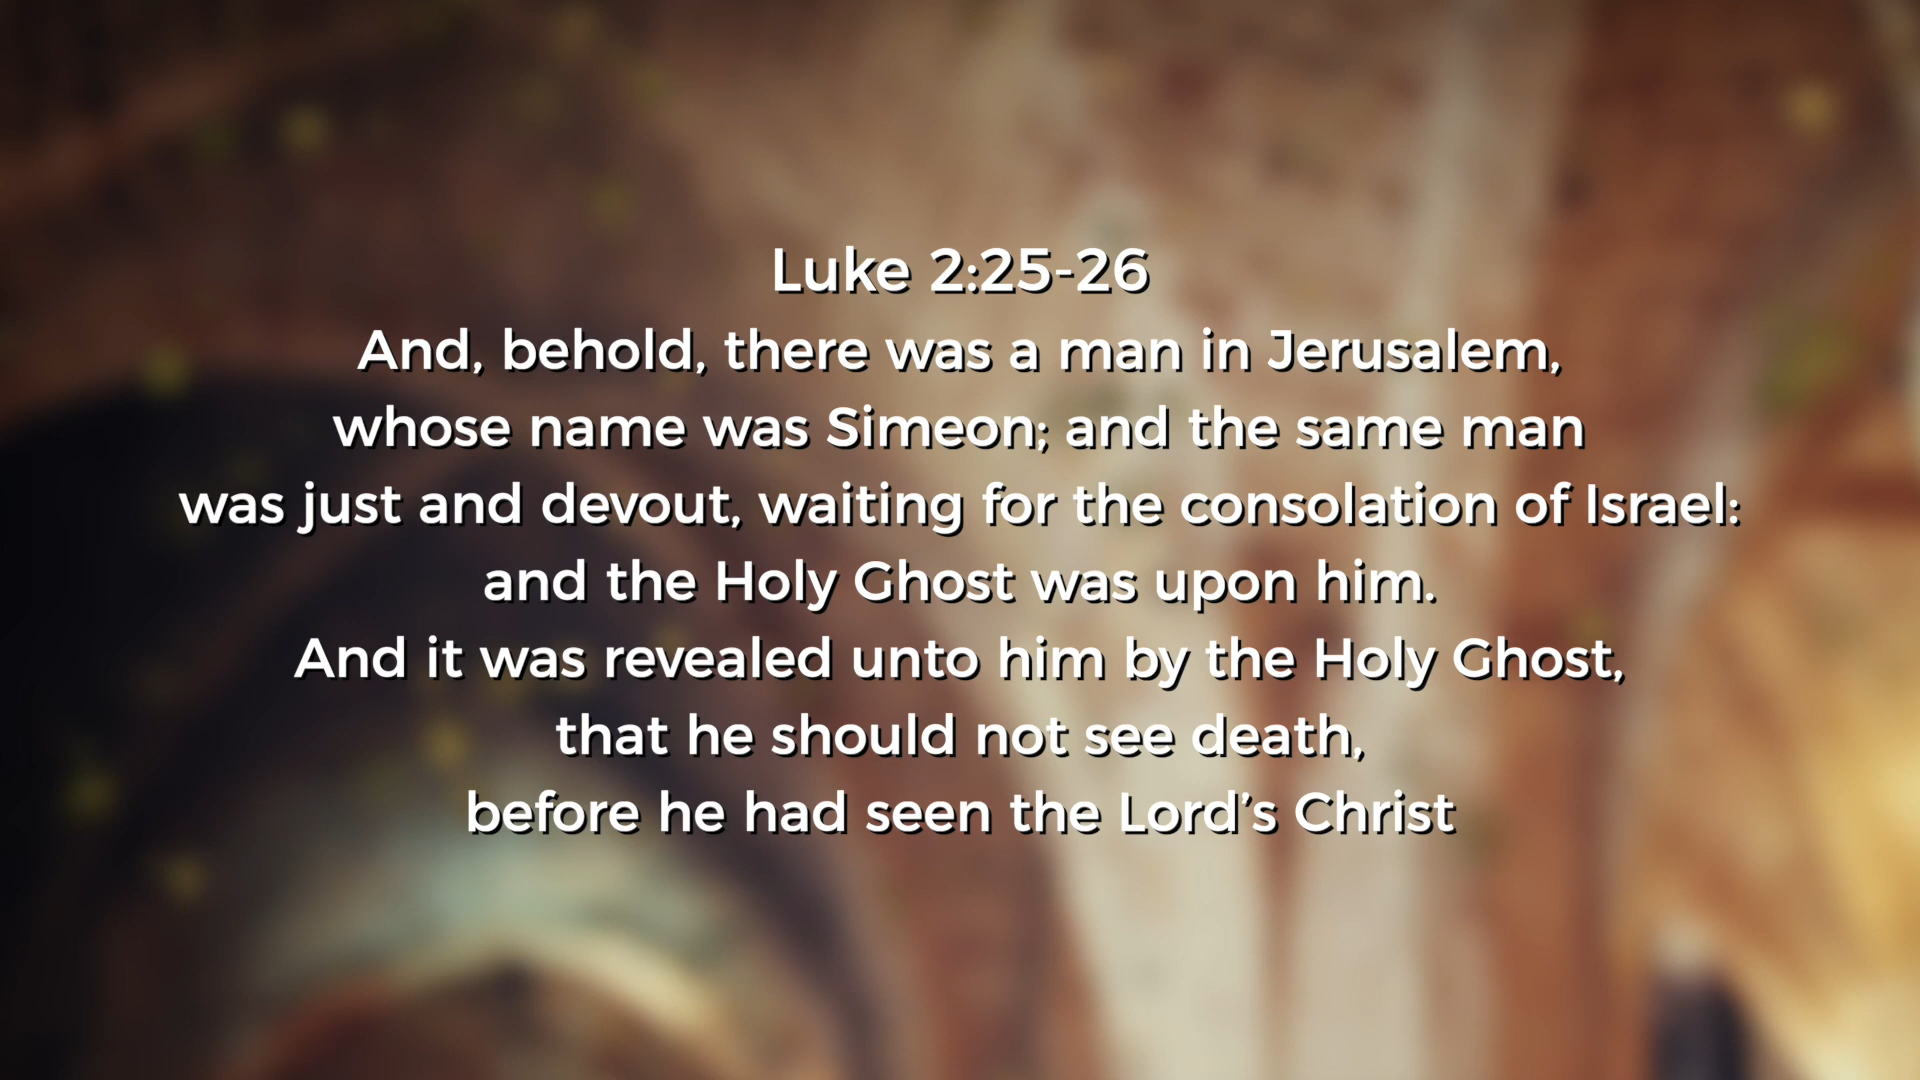 Luke 2:25-26
And, behold, there was a man in Jerusalem,
whose name was Simeon; and the same man
was just and devout, waiting for the consolation of Israel:
and the Holy Ghost was upon him.
And it was revealed unto him by the Holy Ghost,
that he should not see death,
before he had seen the Lord’s Christ